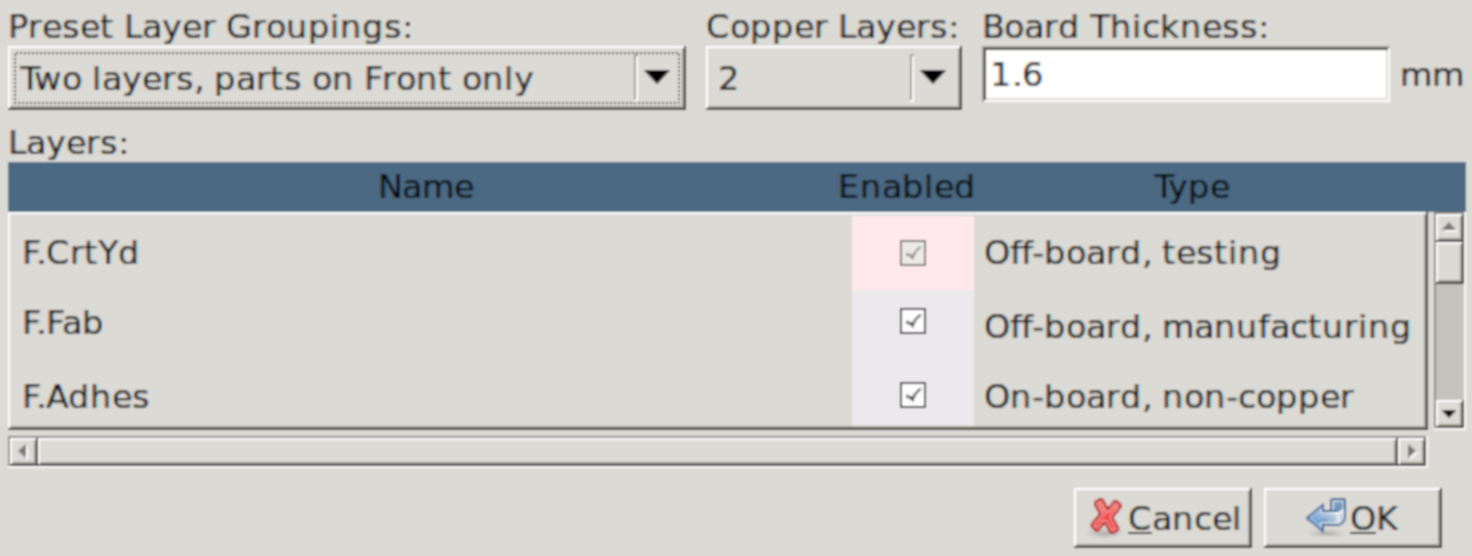 Preset Layer Groupings: Copper Layers: Board Thickness:
Two layers, parts on Front only 2 1.6 mm
Layers:
Name Enabled Type
F.CrtYd Off-board, testing
F.Fab Off-board, manufacturing
F.Adhes On-board, non-copper
Cancel OK